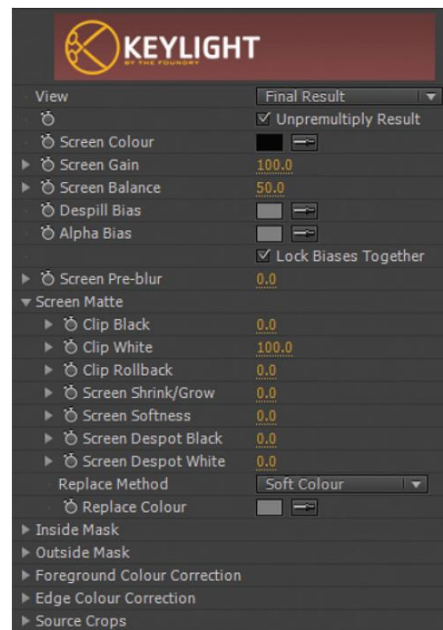 KEYLIGHT
BY THE FOUNDRY
View Final Result
Unpremultiply Result
Screen Colour
Screen Gain 100.0
Screen Balance 50.0
Despill Bias
Alpha Bias
Lock Biases Together
Screen Pre-blur 0.0
Screen Matte
Clip Black 0.0
Clip White 100.0
Clip Rollback 0.0
Screen Shrink/Grow 0.0
Screen Softness 0.0
Screen Despot Black 0.0
Screen Despot White 0.0
Replace Method Soft Colour
Replace Colour
Inside Mask
Outside Mask
Foreground Colour Correction
Edge Colour Correction
Source Crops